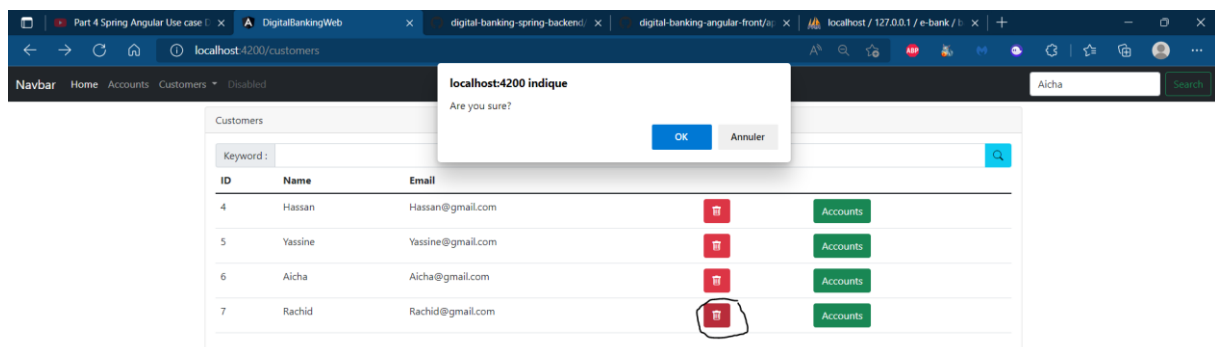 Part 4 Spring Angular Use case D
DigitalBankingWeb
digital-banking-spring-backend/
digital-banking-angular-front/ap
localhost / 127.0.0.1 / e-bank / b
localhost:4200/customers
Navbar Home Accounts Customers Disabled
Aicha
Search
localhost:4200 indique
Are you sure?
OK Annuler
Customers
Keyword :
ID Name Email
4 Hassan Hassan@gmail.com Accounts
5 Yassine Yassine@gmail.com Accounts
6 Aicha Aicha@gmail.com Accounts
7 Rachid Rachid@gmail.com Accounts